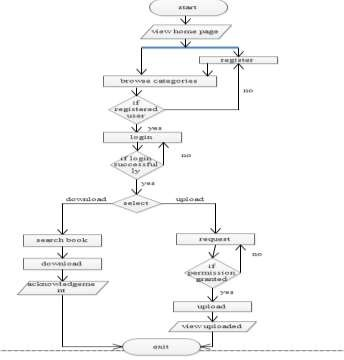 start
view home page
register
browse categories
no
if
registered
user
yes
login
if login
successful
ly
no
yes
download
select
upload
search book
request
no
download
if
permission
granted
acknowledgeme
nt
yes
upload
view uploaded
exit